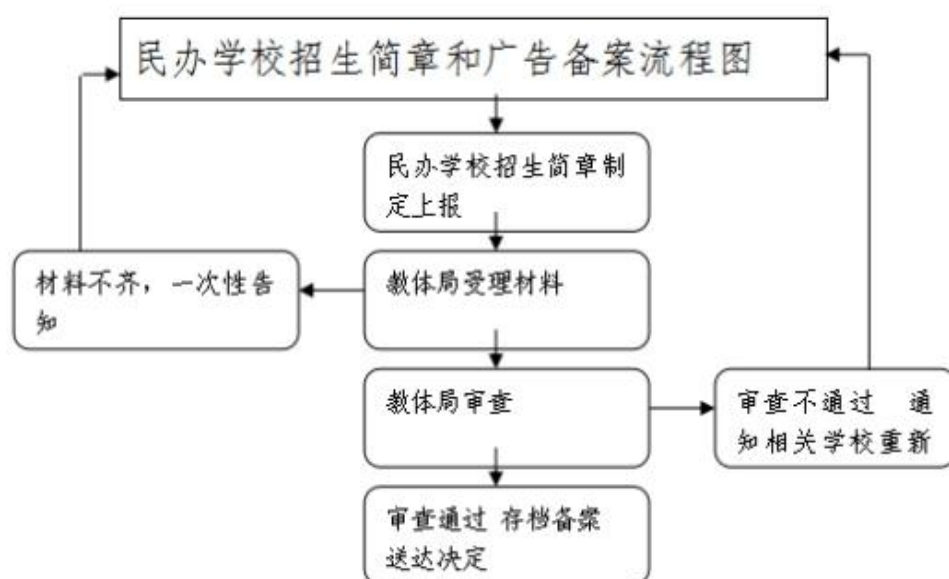 民办学校招生简章和广告备案流程图
民办学校招生简章制
定上报
材料不齐，一次性告
知
教体局受理材料
教体局审查
审查不通过 通
知相关学校重新
审查通过 存档备案
送达决定